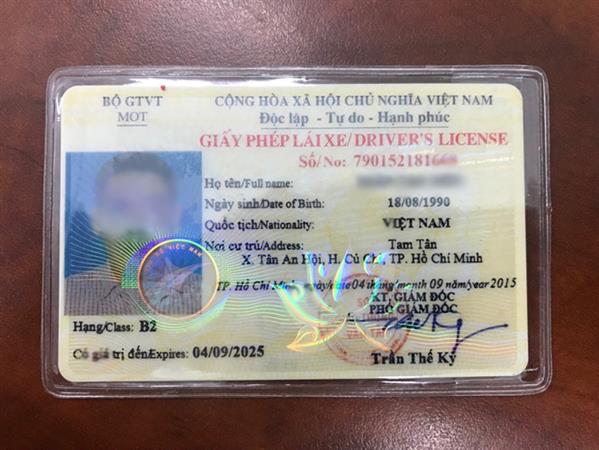 BỘ GTVT
MOT
CỘNG HÒA XÃ HỘI CHỦ NGHĨA VIỆT NAM
Độc lập - Tự do - Hạnh phúc
GIẤY PHÉP LÁI XE/DRIVER'S LICENSE
Số/No:
Họ tên/Full name:
Ngày sinh/Date of Birth: 18/08/1990
Quốc tịch/Nationality: VIỆT NAM
Nơi cư trú/Address: Tam Tân
X. Tân An Hội, H. Củ Chi, TP. Hồ Chí Minh
TP. Hồ Chí Minh, ngày/date 04 tháng/month 09 năm/year 2015
KT. GIÁM ĐỐC
PHÓ GIÁM ĐỐC
Hạng/Class: B2
Có giá trị đến/Expires: 04/09/2025
Trần Thế Kỷ